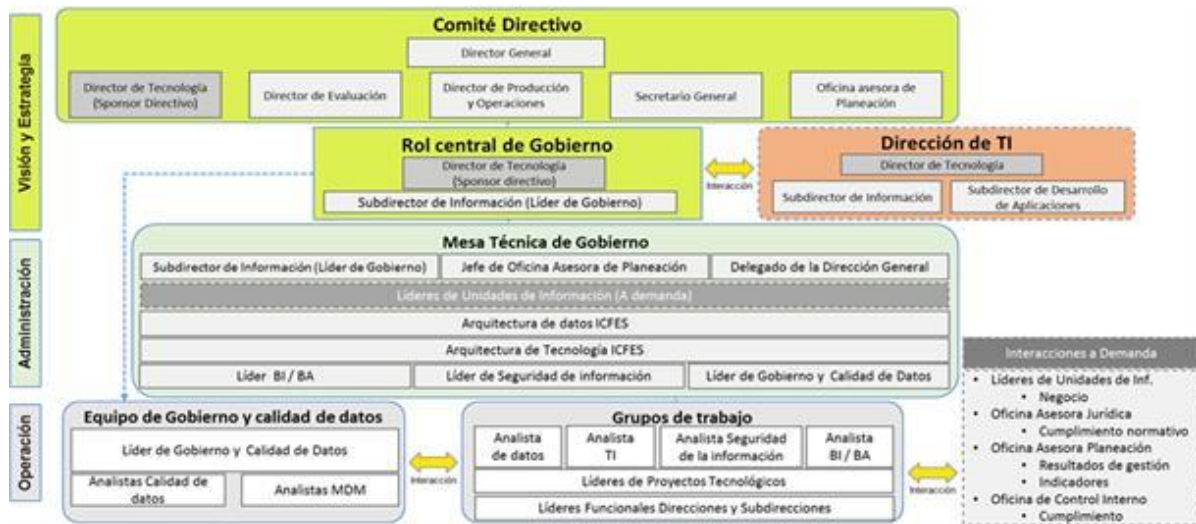 Visión y Estrategia
Comité Directivo
Director General
Director de Tecnología
(Sponsor Directivo)
Director de Evaluación
Director de Producción
y Operaciones
Secretario General
Oficina asesora de
Planeación
Rol central de Gobierno
Director de Tecnología
(Sponsor directivo)
Subdirector de Información (Líder de Gobierno)
Interacción
Dirección de TI
Director de Tecnología
Subdirector de Información
Subdirector de Desarrollo
de Aplicaciones
Administración
Mesa Técnica de Gobierno
Subdirector de Información (Líder de Gobierno)
Jefe de Oficina Asesora de Planeación
Delegado de la Dirección General
Líderes de Unidades de Información (A demanda)
Arquitectura de datos ICFES
Arquitectura de Tecnología ICFES
Líder BI / BA
Líder de Seguridad de información
Líder de Gobierno y Calidad de Datos
Operación
Equipo de Gobierno y calidad de datos
Líder de Gobierno y Calidad de Datos
Analistas Calidad de
datos
Analistas MDM
Interacción
Grupos de trabajo
Analista
de datos
Analista
TI
Analista Seguridad
de la información
Analista
BI / BA
Líderes de Proyectos Tecnológicos
Líderes Funcionales Direcciones y Subdirecciones
Interacción
Interacciones a Demanda
• Líderes de Unidades de Inf.
• Negocio
• Oficina Asesora Jurídica
• Cumplimiento normativo
• Oficina Asesora Planeación
• Resultados de gestión
• Indicadores
• Oficina de Control Interno
• Cumplimiento